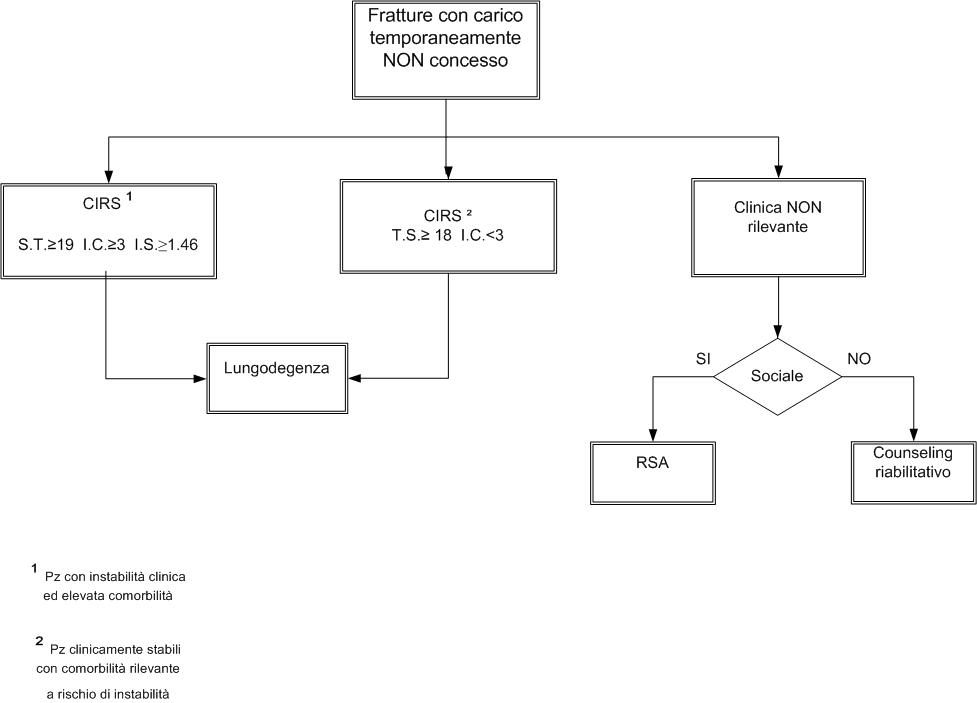 Fratture con carico
temporaneamente
NON concesso
CIRS 1
S.T.≥19 I.C.≥3 I.S.≥1.46
CIRS ²
T.S.≥ 18 I.C.<3
Clinica NON
rilevante
Lungodegenza
SI
Sociale
NO
RSA
Counseling
riabilitativo
1 Pz con instabilità clinica
ed elevata comorbilità
2 Pz clinicamente stabili
con comorbilità rilevante
a rischio di instabilità